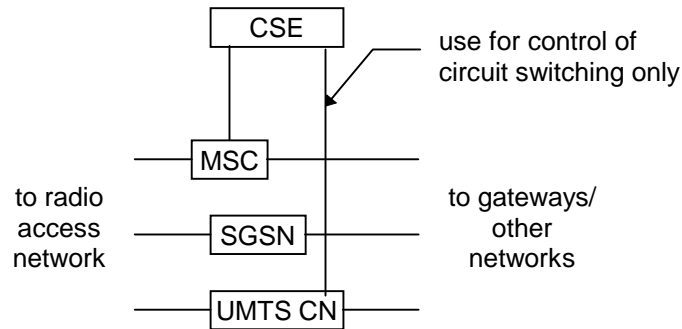 CSE
use for control of
circuit switching only
MSC
to radio
access
network
SGSN
to gateways/
other
networks
UMTS CN